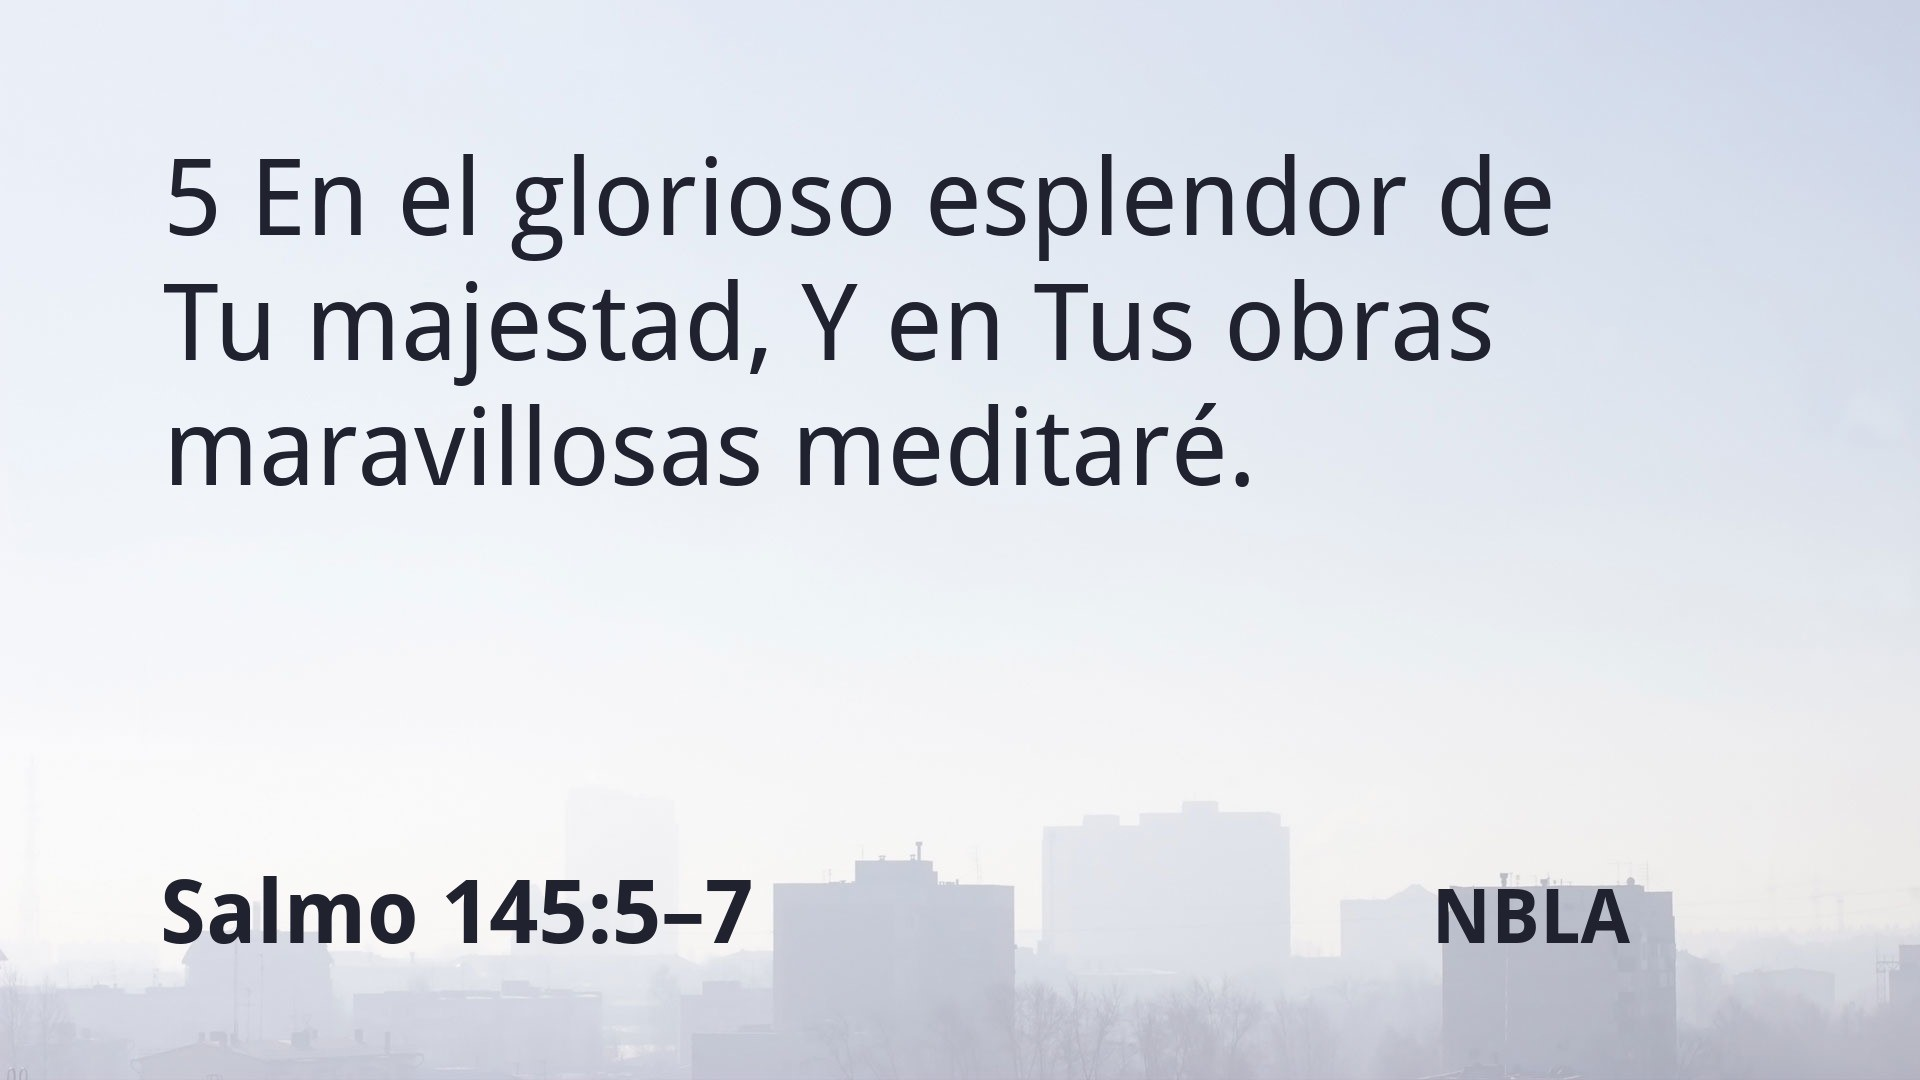 5 En el glorioso esplendor de
Tu majestad, Y en Tus obras
maravillosas meditaré.
Salmo 145:5–7
NBLA